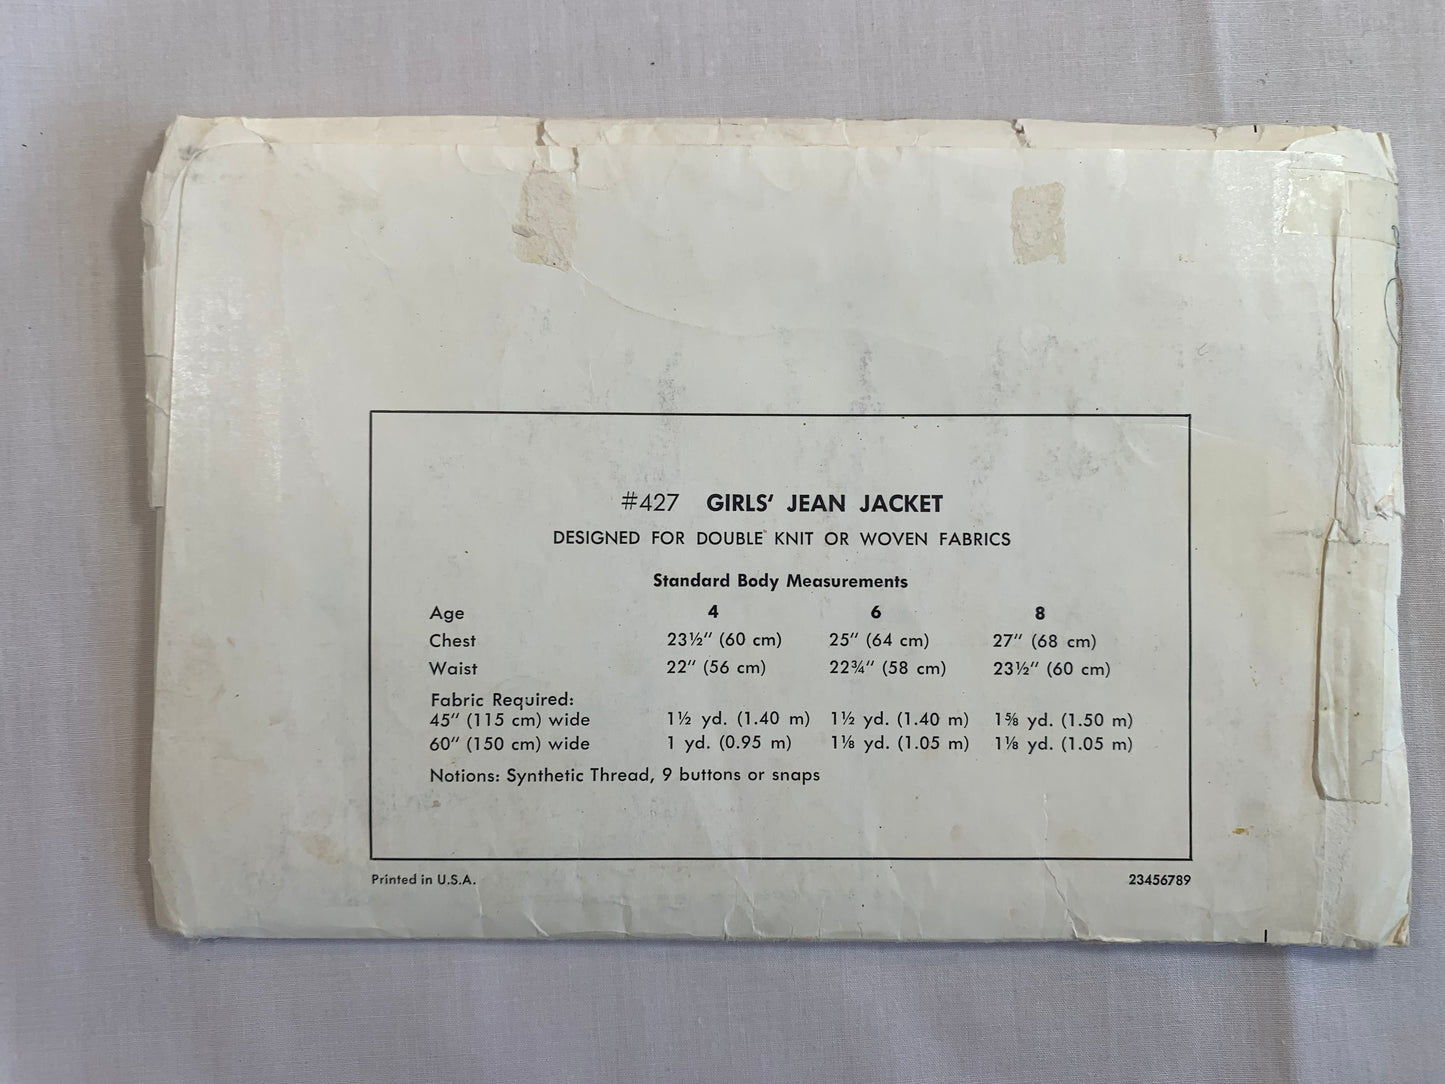 #427 GIRLS' JEAN JACKET
DESIGNED FOR DOUBLE KNIT OR WOVEN FABRICS
Standard Body Measurements
Age 4 6 8
Chest 23½" (60 cm) 25" (64 cm) 27" (68 cm)
Waist 22" (56 cm) 22¾" (58 cm) 23½" (60 cm)
Fabric Required:
45" (115 cm) wide 1½ yd. (1.40 m) 1½ yd. (1.40 m) 1⅝ yd. (1.50 m)
60" (150 cm) wide 1 yd. (0.95 m) 1⅛ yd. (1.05 m) 1⅛ yd. (1.05 m)
Notions: Synthetic Thread, 9 buttons or snaps
Printed in U.S.A. 23456789